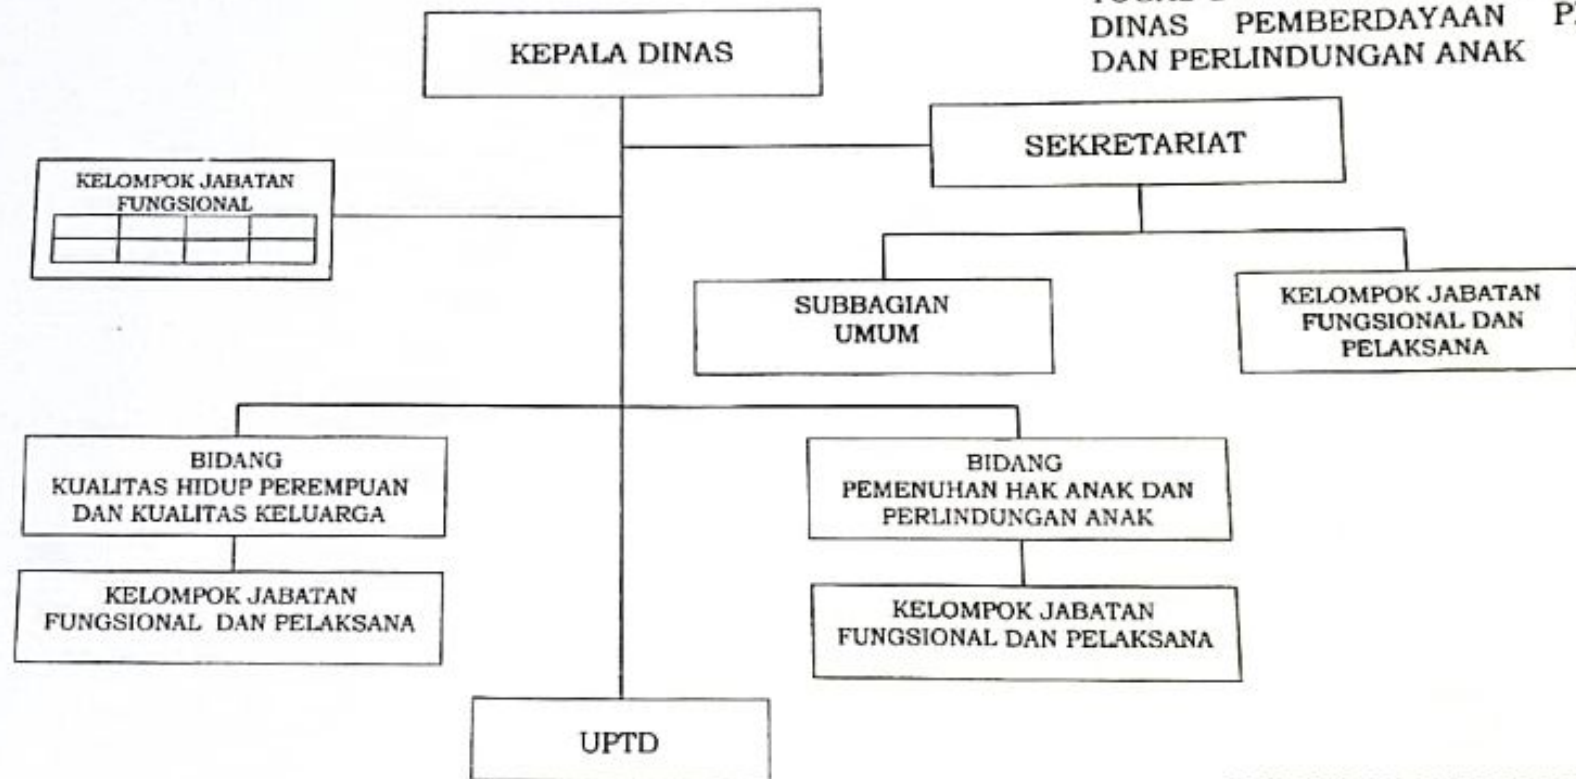 DINAS PEMBERDAYAAN
DAN PERLINDUNGAN ANAK
KEPALA DINAS
SEKRETARIAT
KELOMPOK JABATAN
FUNGSIONAL
SUBBAGIAN
UMUM
KELOMPOK JABATAN
FUNGSIONAL DAN
PELAKSANA
BIDANG
KUALITAS HIDUP PEREMPUAN
DAN KUALITAS KELUARGA
BIDANG
PEMENUHAN HAK ANAK DAN
PERLINDUNGAN ANAK
KELOMPOK JABATAN
FUNGSIONAL DAN PELAKSANA
KELOMPOK JABATAN
FUNGSIONAL DAN PELAKSANA
UPTD